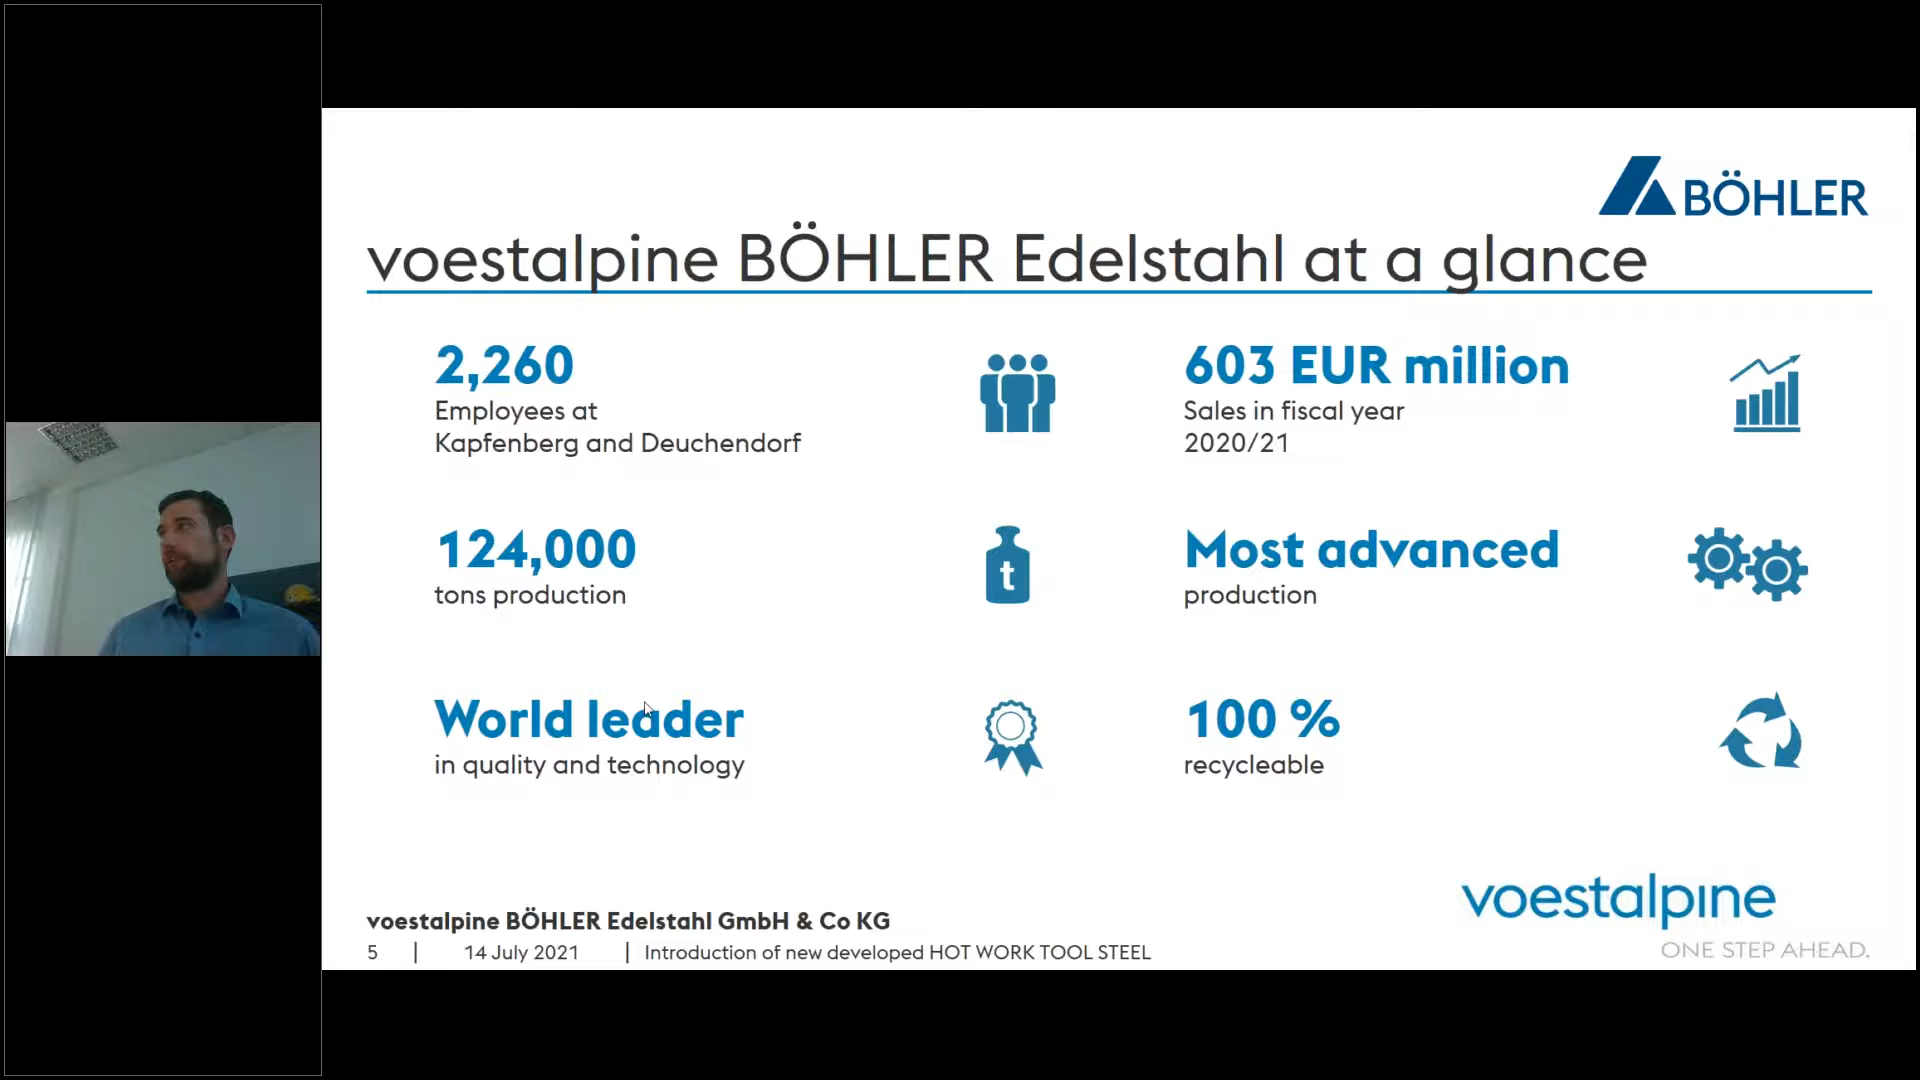 BÖHLER
voestalpine BÖHLER Edelstahl at a glance
2,260
Employees at
Kapfenberg and Deuchendorf
603 EUR million
Sales in fiscal year
2020/21
124,000
tons production
t
Most advanced
production
World leader
in quality and technology
100 %
recycleable
voestalpine
ONE STEP AHEAD.
voestalpine BÖHLER Edelstahl GmbH & Co KG
5 | 14 July 2021 | Introduction of new developed HOT WORK TOOL STEEL